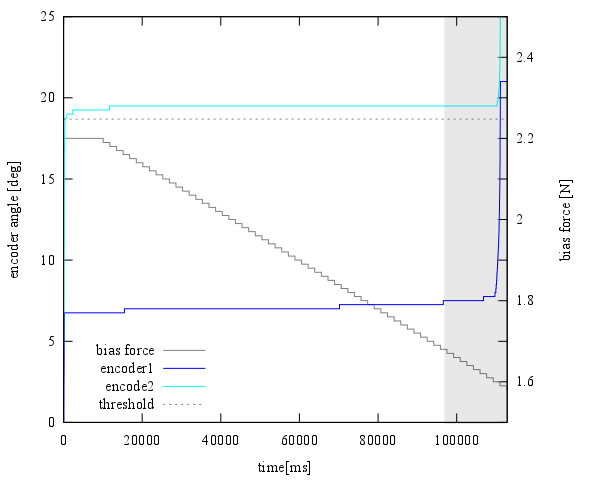 25
20
15
10
5
0
encoder angle [deg]
2.4
2.2
2
1.8
1.6
bias force [N]
bias force
encoder1
encode2
threshold
0 20000 40000 60000 80000 100000
time[ms]